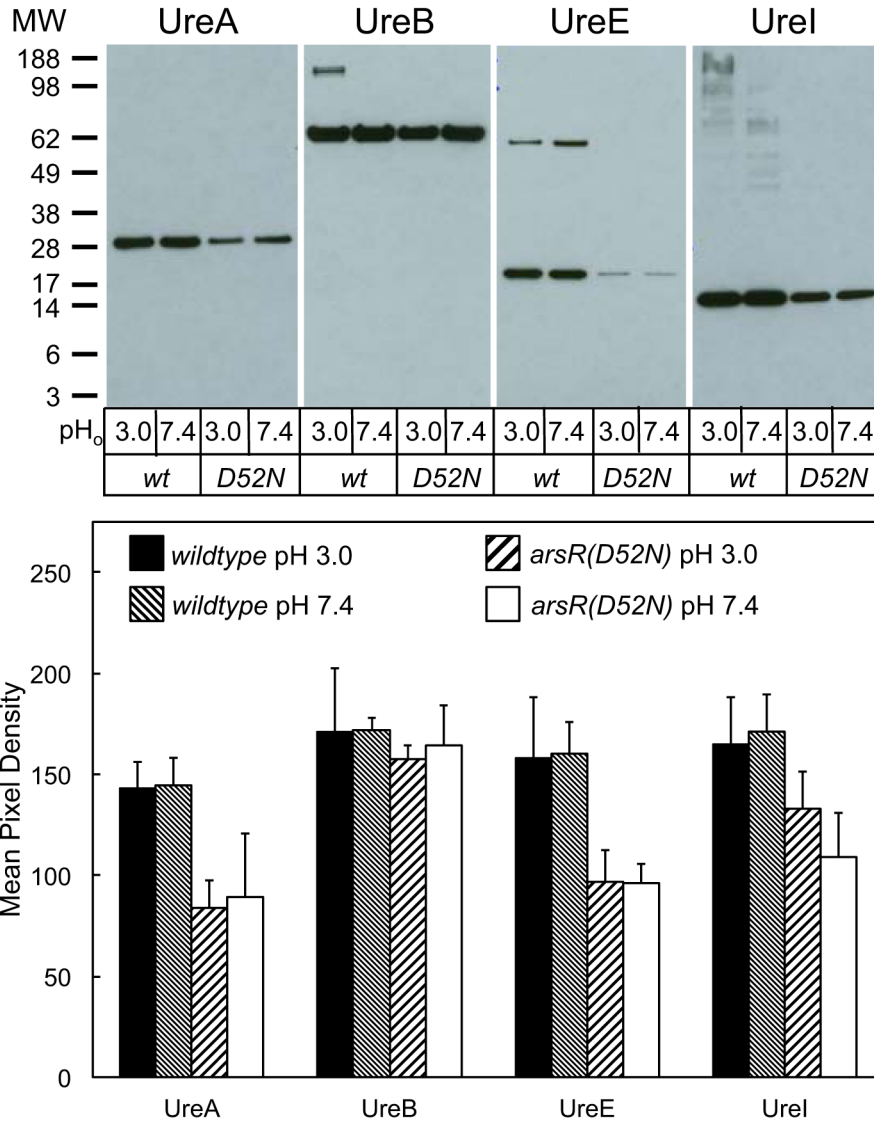 MW UreA UreB UreE UreI
188
98
62
49
38
28
17
14
6
3
pHo 3.0 7.4 3.0 7.4 3.0 7.4 3.0 7.4 3.0 7.4 3.0 7.4 3.0 7.4 3.0 7.4
wt D52N wt D52N wt D52N wt D52N
wildtype pH 3.0 arsR(D52N) pH 3.0
wildtype pH 7.4 arsR(D52N) pH 7.4
Mean Pixel Density
250
200
150
100
50
0
UreA UreB UreE UreI